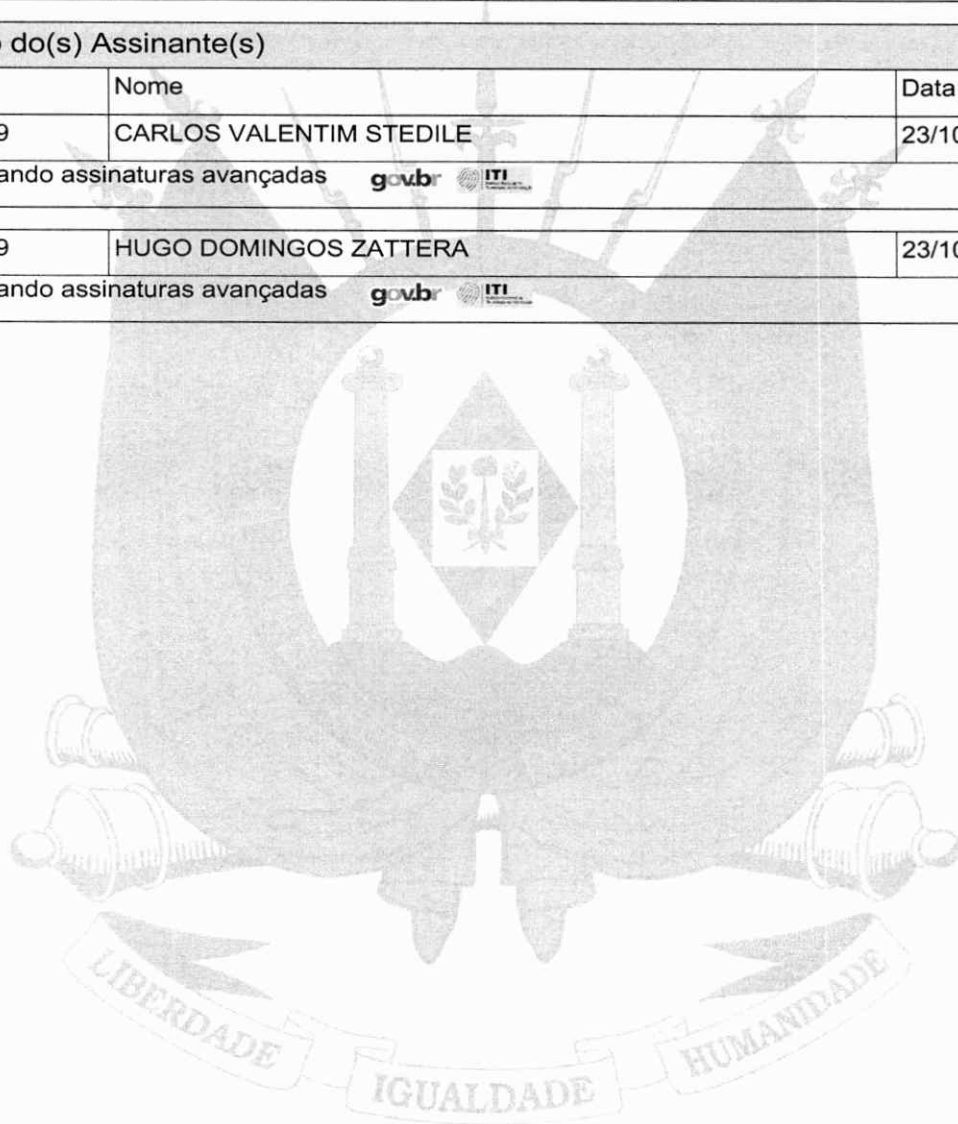 do(s) Assinante(s)
Nome Data
9 CARLOS VALENTIM STEDILE 23/10
ando assinaturas avançadas gov.br ITI
9 HUGO DOMINGOS ZATTERA 23/10
ando assinaturas avançadas gov.br ITI
LIBERDADE IGUALDADE HUMANIDADE